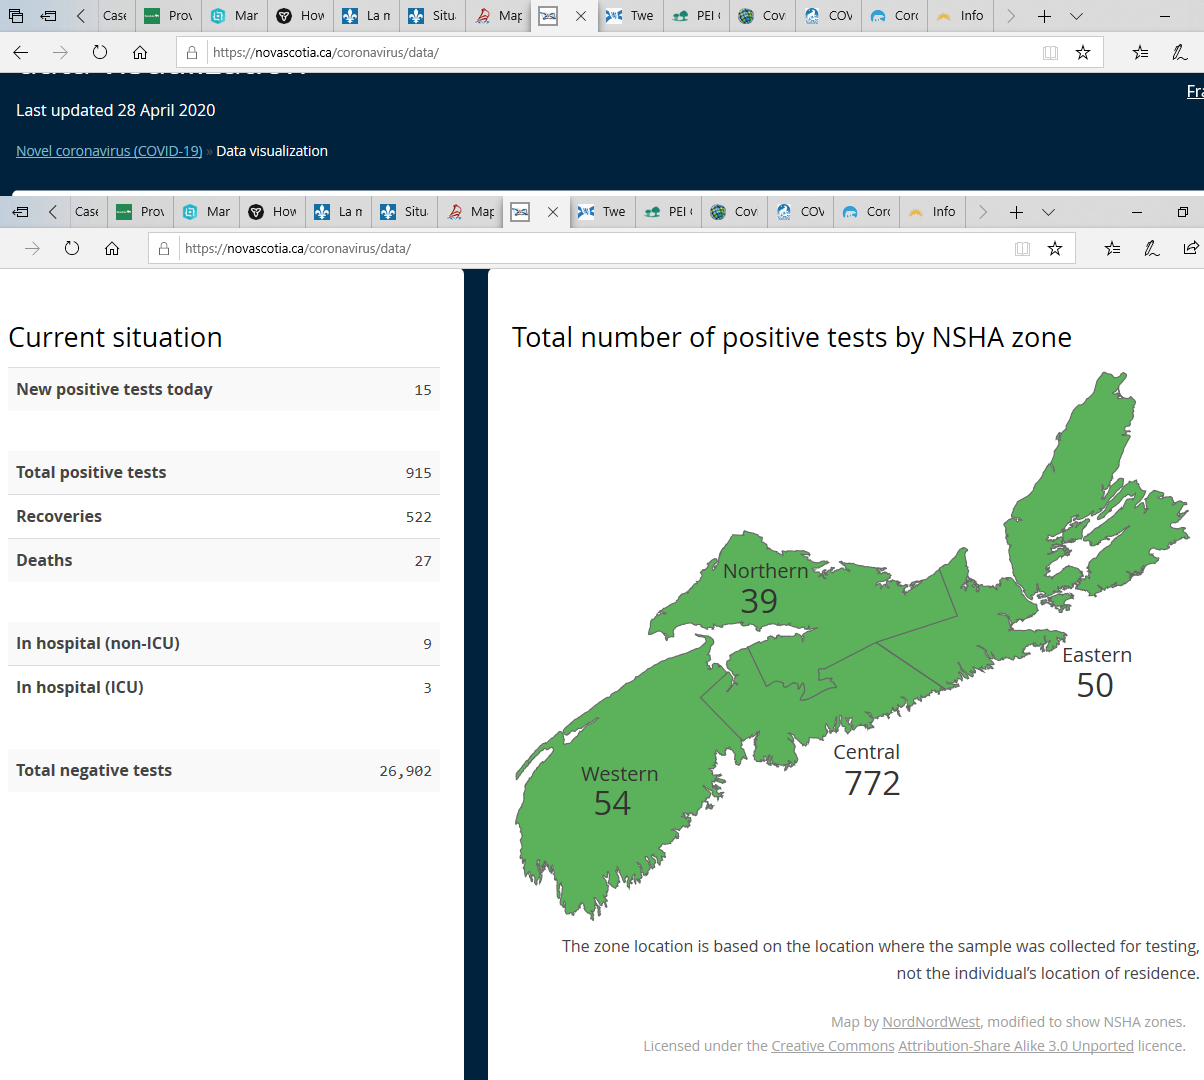 Case
Prov
Mar
How
La n
Situ
Map
Twe
PEI
Cov
COV
Corc
Info
https://novascotia.ca/coronavirus/data/
Last updated 28 April 2020
Fra
Novel coronavirus (COVID-19) » Data visualization
Case
Prov
Mar
How
La n
Situ
Map
Twe
PEI
Cov
COV
Corc
Info
https://novascotia.ca/coronavirus/data/
Current situation
New positive tests today 15
Total positive tests 915
Recoveries 522
Deaths 27
In hospital (non-ICU) 9
In hospital (ICU) 3
Total negative tests 26,902
Total number of positive tests by NSHA zone
Northern
39
Eastern
50
Central
772
Western
54
The zone location is based on the location where the sample was collected for testing,
not the individual’s location of residence.
Map by NordNordWest, modified to show NSHA zones.
Licensed under the Creative Commons Attribution-Share Alike 3.0 Unported licence.